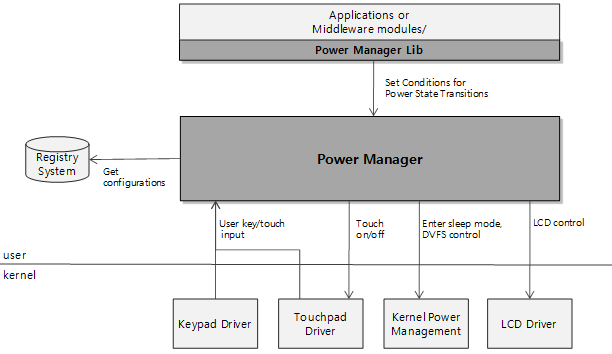 Applications or
Middleware modules/
Power Manager Lib
Set Conditions for
Power State Transitions
Power Manager
Registry
System
Get
configurations
User key/touch
input
Touch
on/off
Enter sleep mode,
DVFS control
LCD control
user
kernel
Keypad Driver
Touchpad
Driver
Kernel Power
Management
LCD Driver